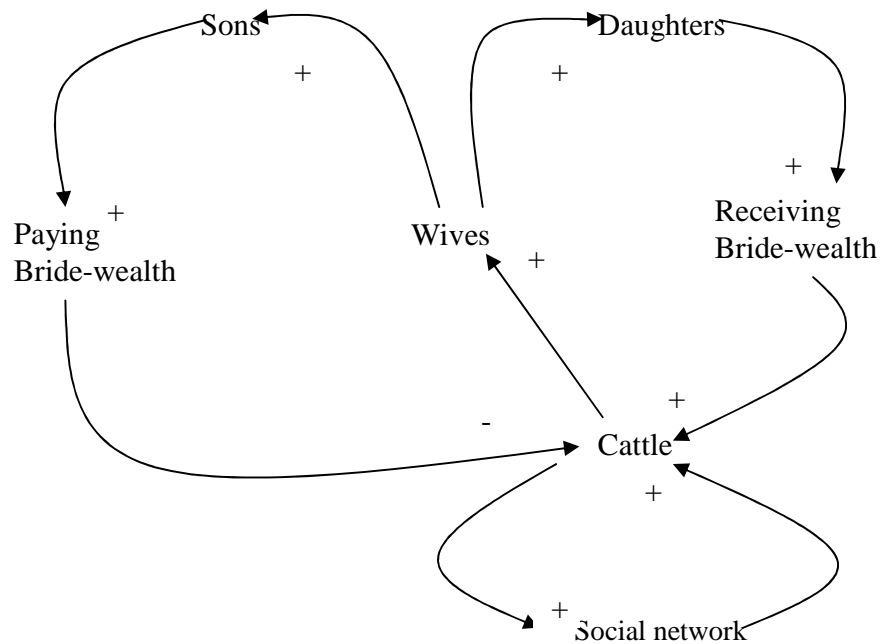 Sons
Daughters
+
+
+
+
Receiving
Bride-wealth
Paying
Bride-wealth
Wives
+
+
-
Cattle
+
+
Social network